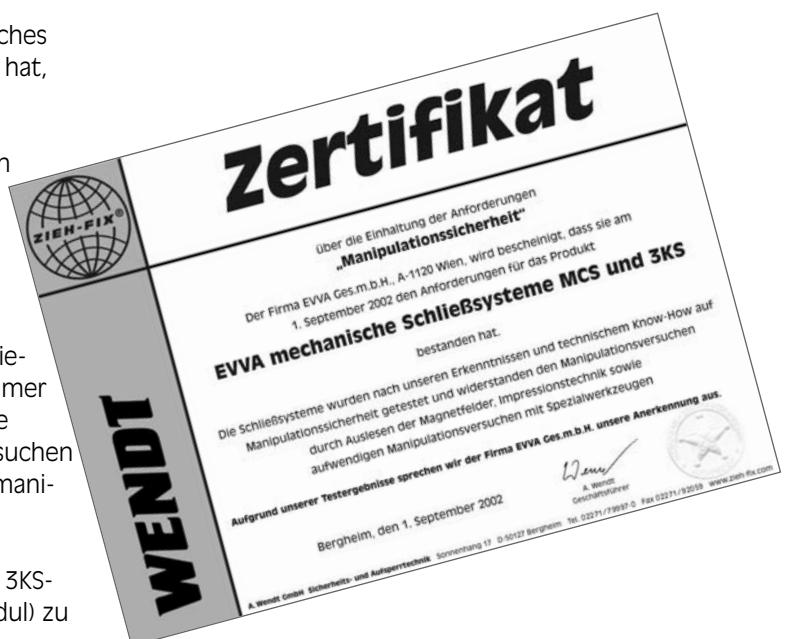 ches
hat,
n
ie-
mer
e
suchen
mani-
3KS-
dul) zu
ZIEH-FIX®
WENDT
Zertifikat
über die Einhaltung der Anforderungen
„Manipulationssicherheit“
Der Firma EVVA Ges.m.b.H., A-1120 Wien, wird bescheinigt, dass sie am
1. September 2002 den Anforderungen für das Produkt
EVVA mechanische Schließsysteme MCS und 3KS
bestanden hat.
Die Schließsysteme wurden nach unseren Erkenntnissen und technischem Know-How auf
Manipulationssicherheit getestet und widerstanden den Manipulationsversuchen
durch Auslesen der Magnetfelder, Impressionstechnik sowie
aufwendigen Manipulationsversuchen mit Spezialwerkzeugen
Aufgrund unserer Testergebnisse sprechen wir der Firma EVVA Ges.m.b.H. unsere Anerkennung aus.
Bergheim, den 1. September 2002
A. Wendt
Geschäftsführer
A. Wendt GmbH Sicherheits- und Aufsperrtechnik Sonnenhang 17 D-50127 Bergheim Tel. 02271/79997-0 Fax 02271/92059 www.zieh-fix.com